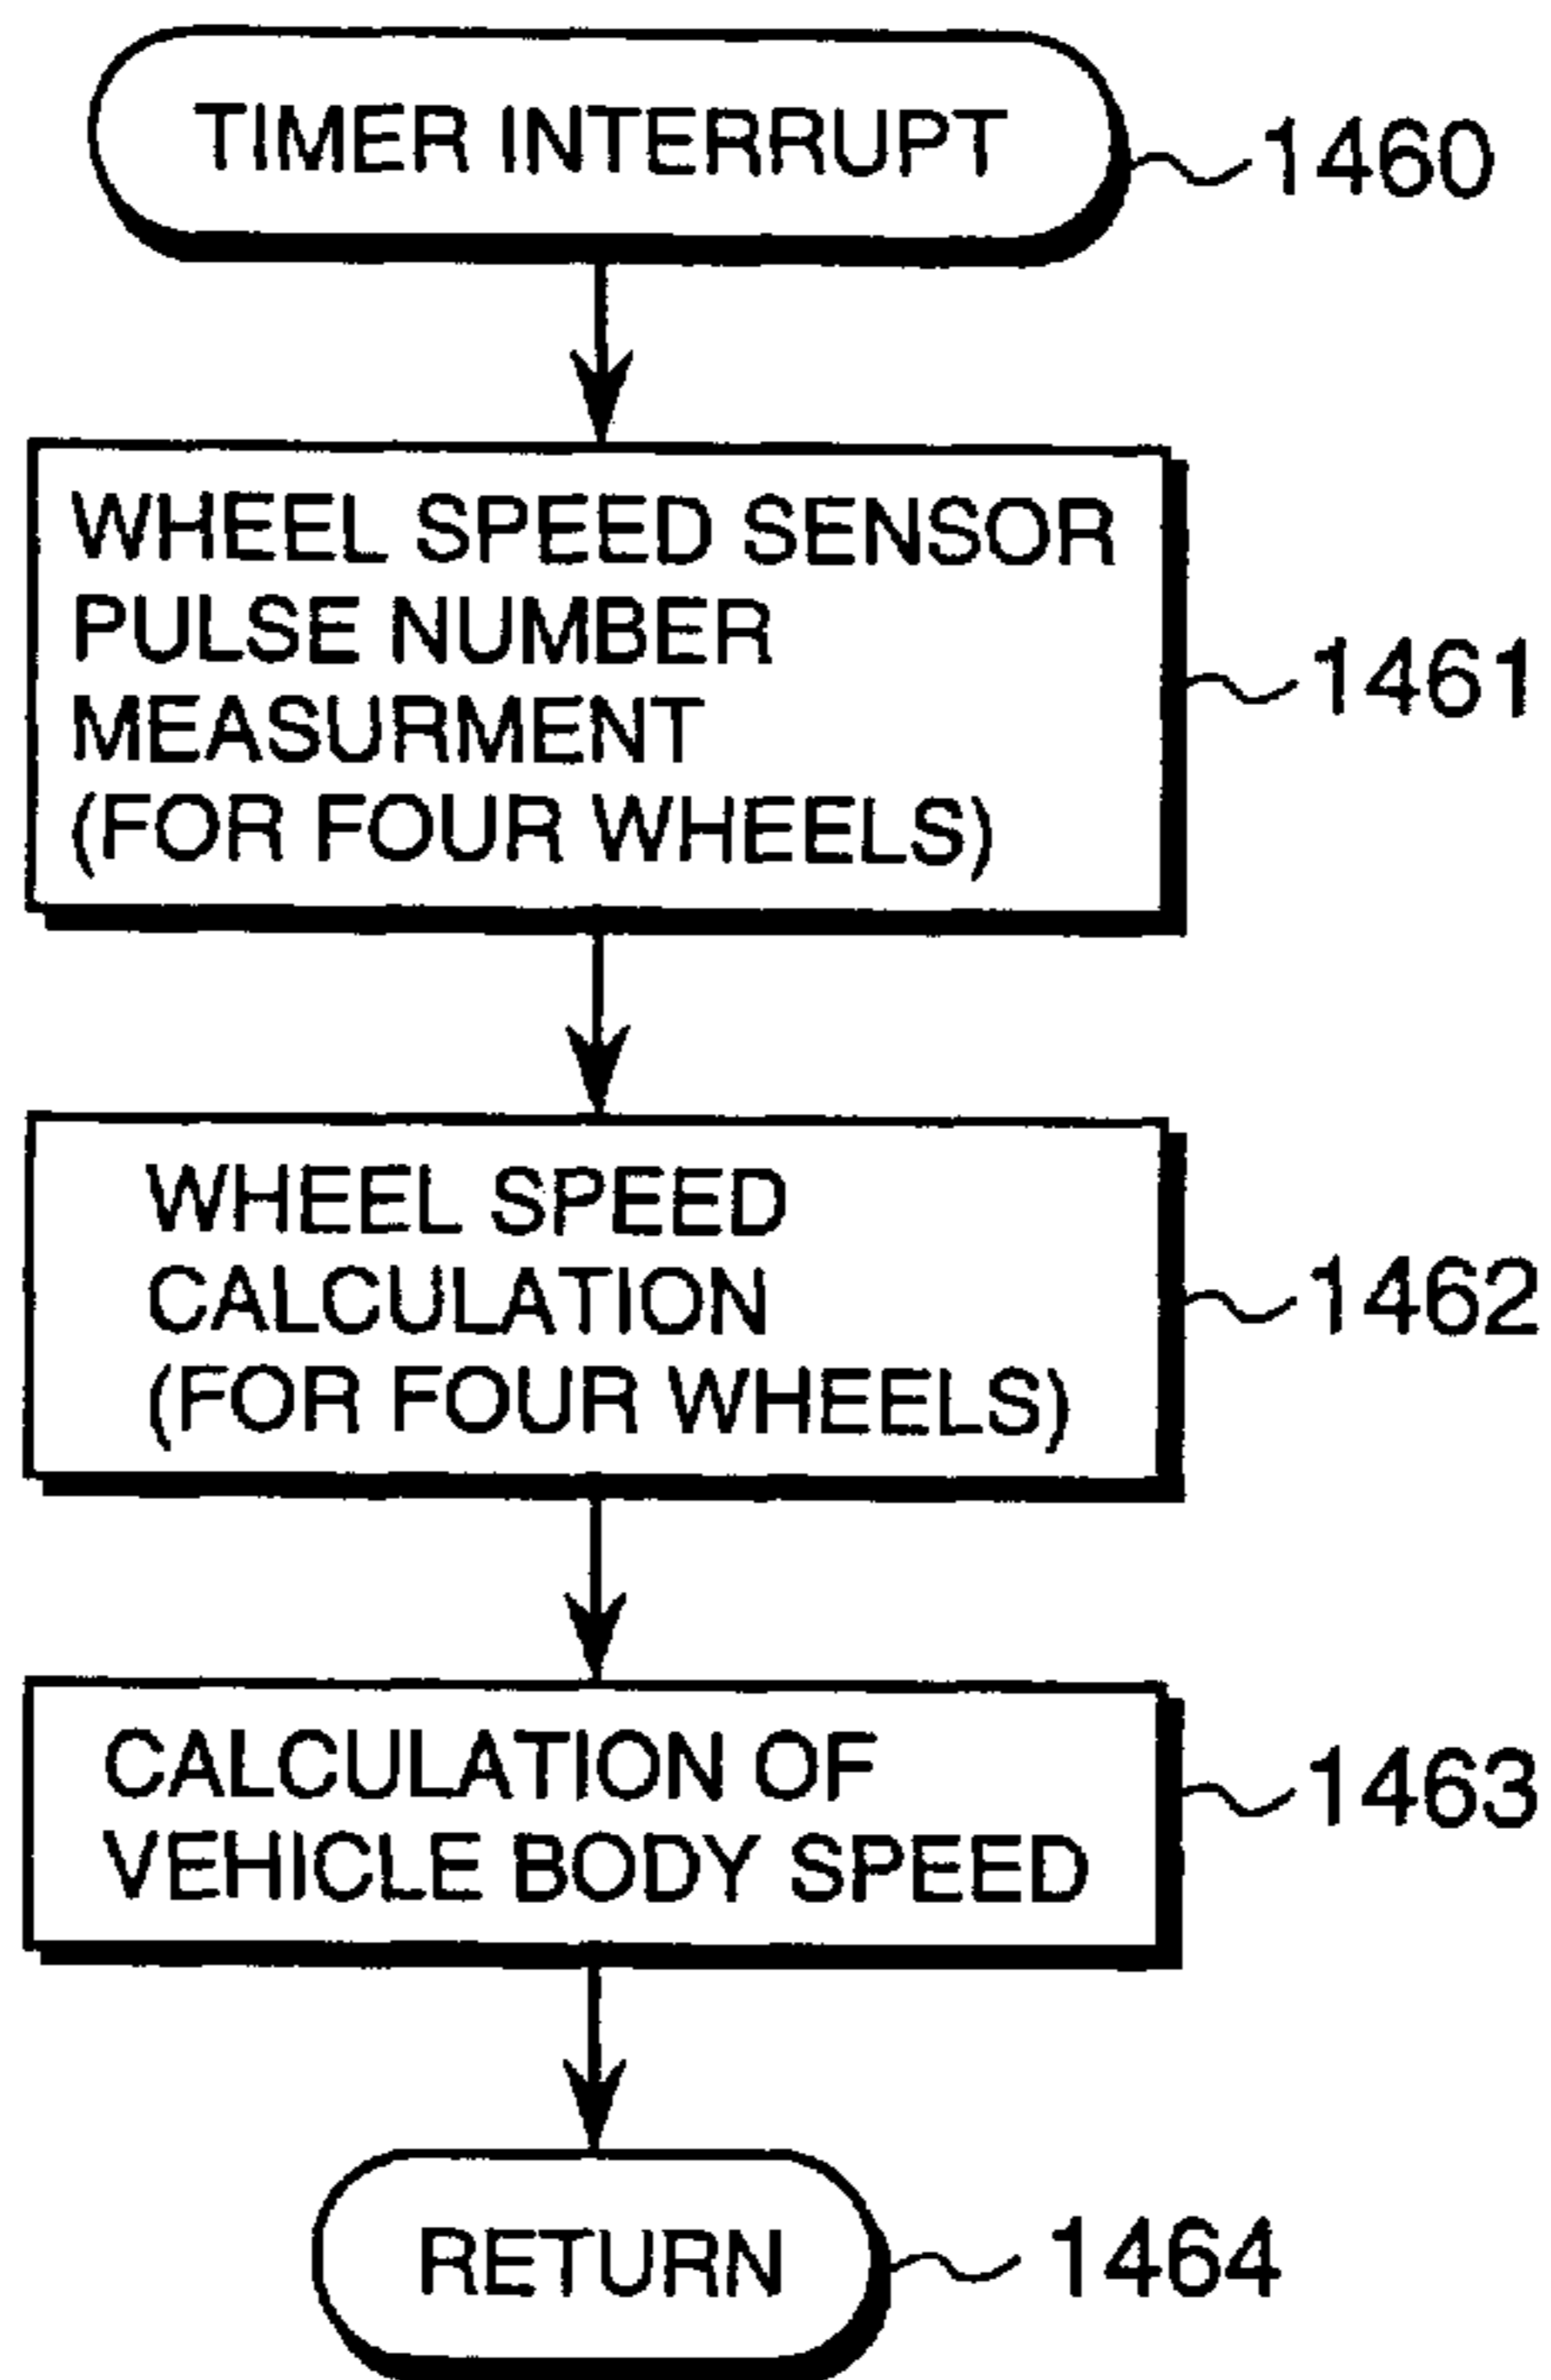 TIMER INTERRUPT
1460
WHEEL SPEED SENSOR
PULSE NUMBER
MEASURMENT
(FOR FOUR WHEELS)
1461
WHEEL SPEED
CALCULATION
(FOR FOUR WHEELS)
1462
CALCULATION OF
VEHICLE BODY SPEED
1463
RETURN
1464